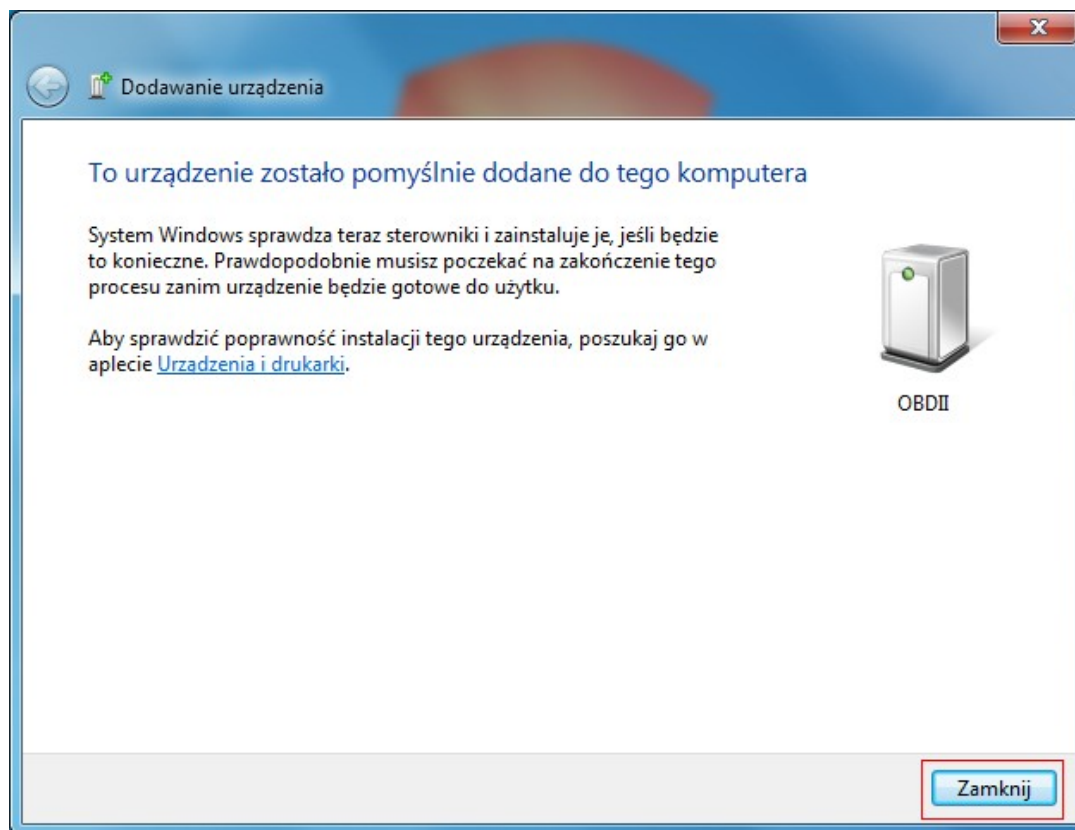 Dodawanie urządzenia
To urządzenie zostało pomyślnie dodane do tego komputera
System Windows sprawdza teraz sterowniki i zainstaluje je, jeśli będzie
to konieczne. Prawdopodobnie musisz poczekać na zakończenie tego
procesu zanim urządzenie będzie gotowe do użytku.
Aby sprawdzić poprawność instalacji tego urządzenia, poszukaj go w
aplecie Urządzenia i drukarki.
OBDII
Zamknij